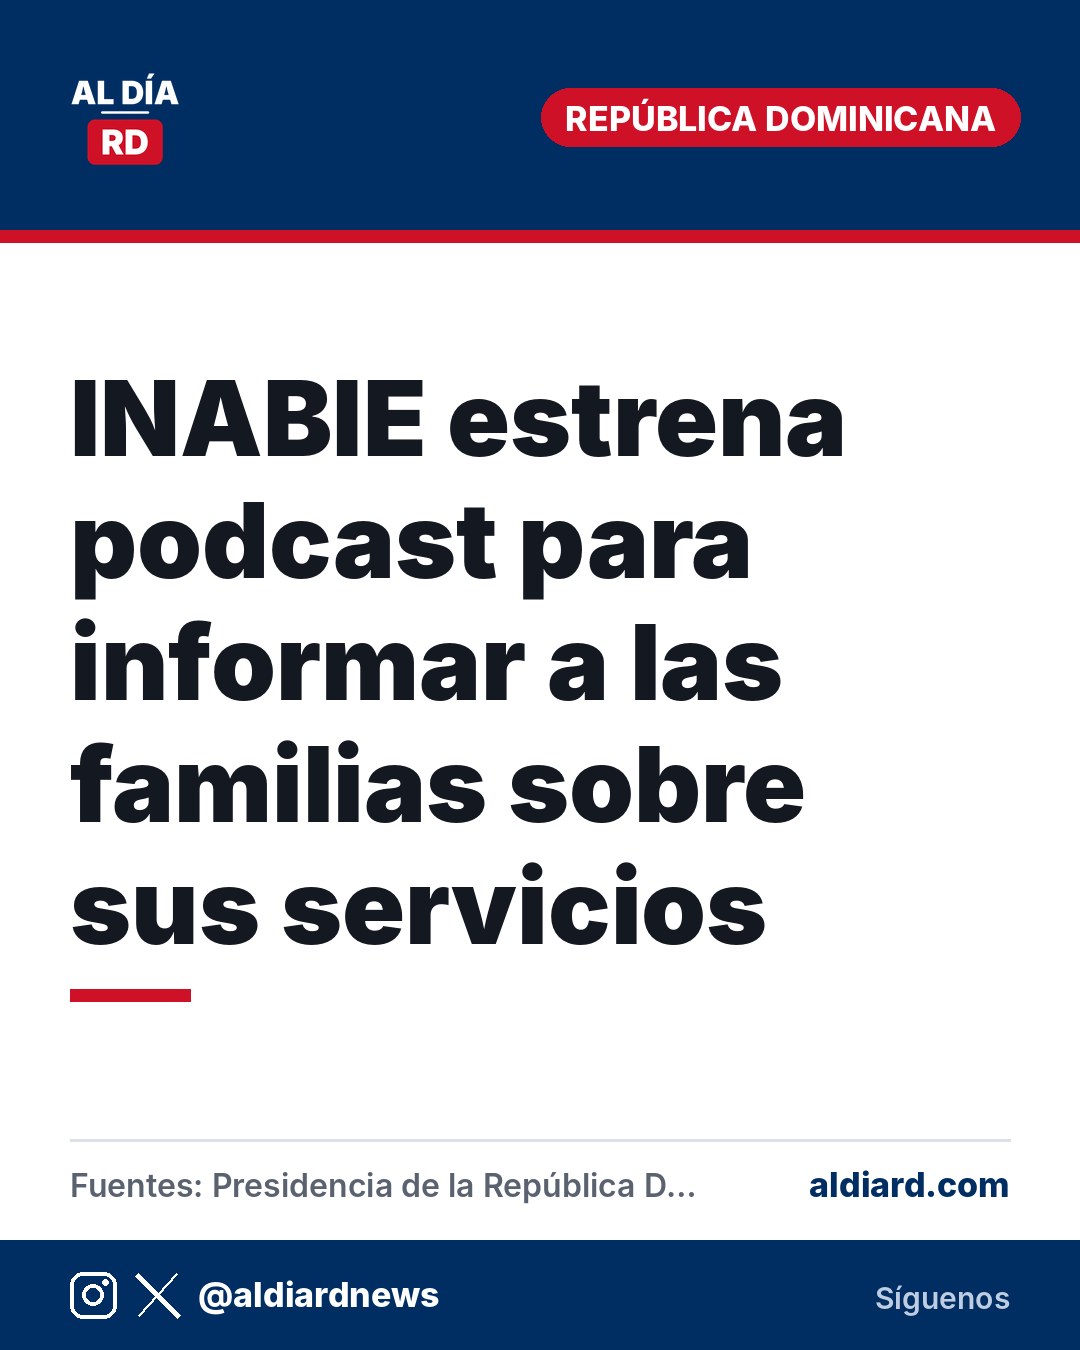 AL DÍA
RD
REPÚBLICA DOMINICANA
INABIE estrena
podcast para
informar a las
familias sobre
sus servicios
Fuentes: Presidencia de la República D...
aldiard.com
@aldiardnews
Síguenos